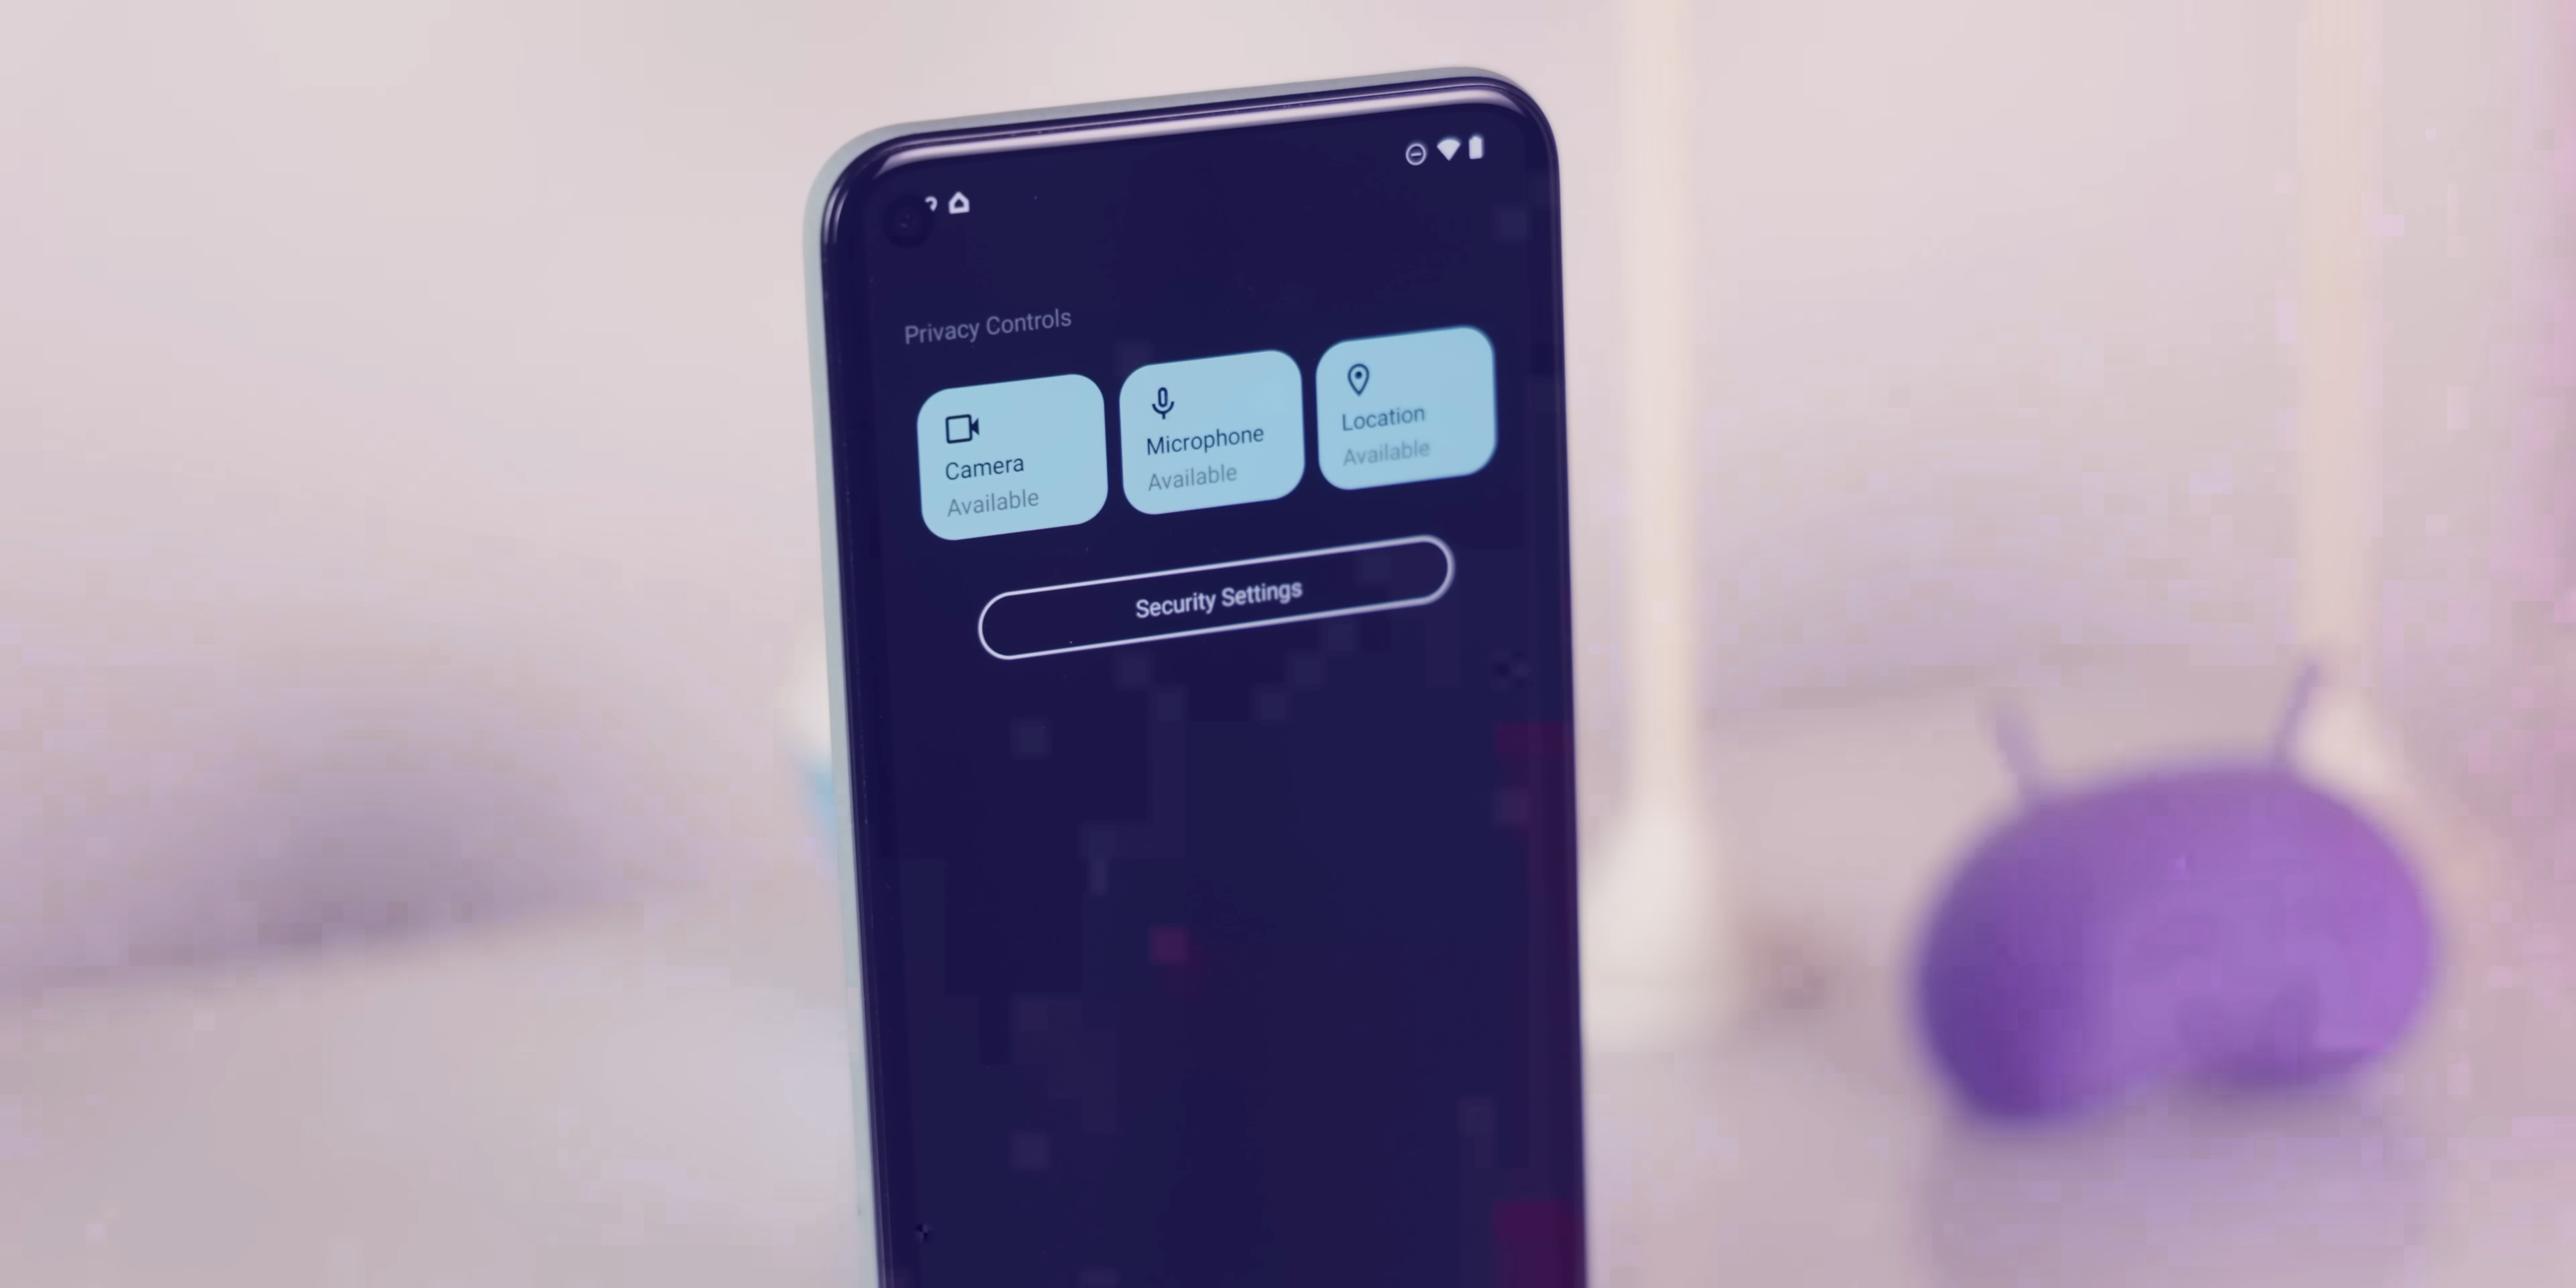 Privacy Controls
Camera
Available
Microphone
Available
Location
Available
Security Settings